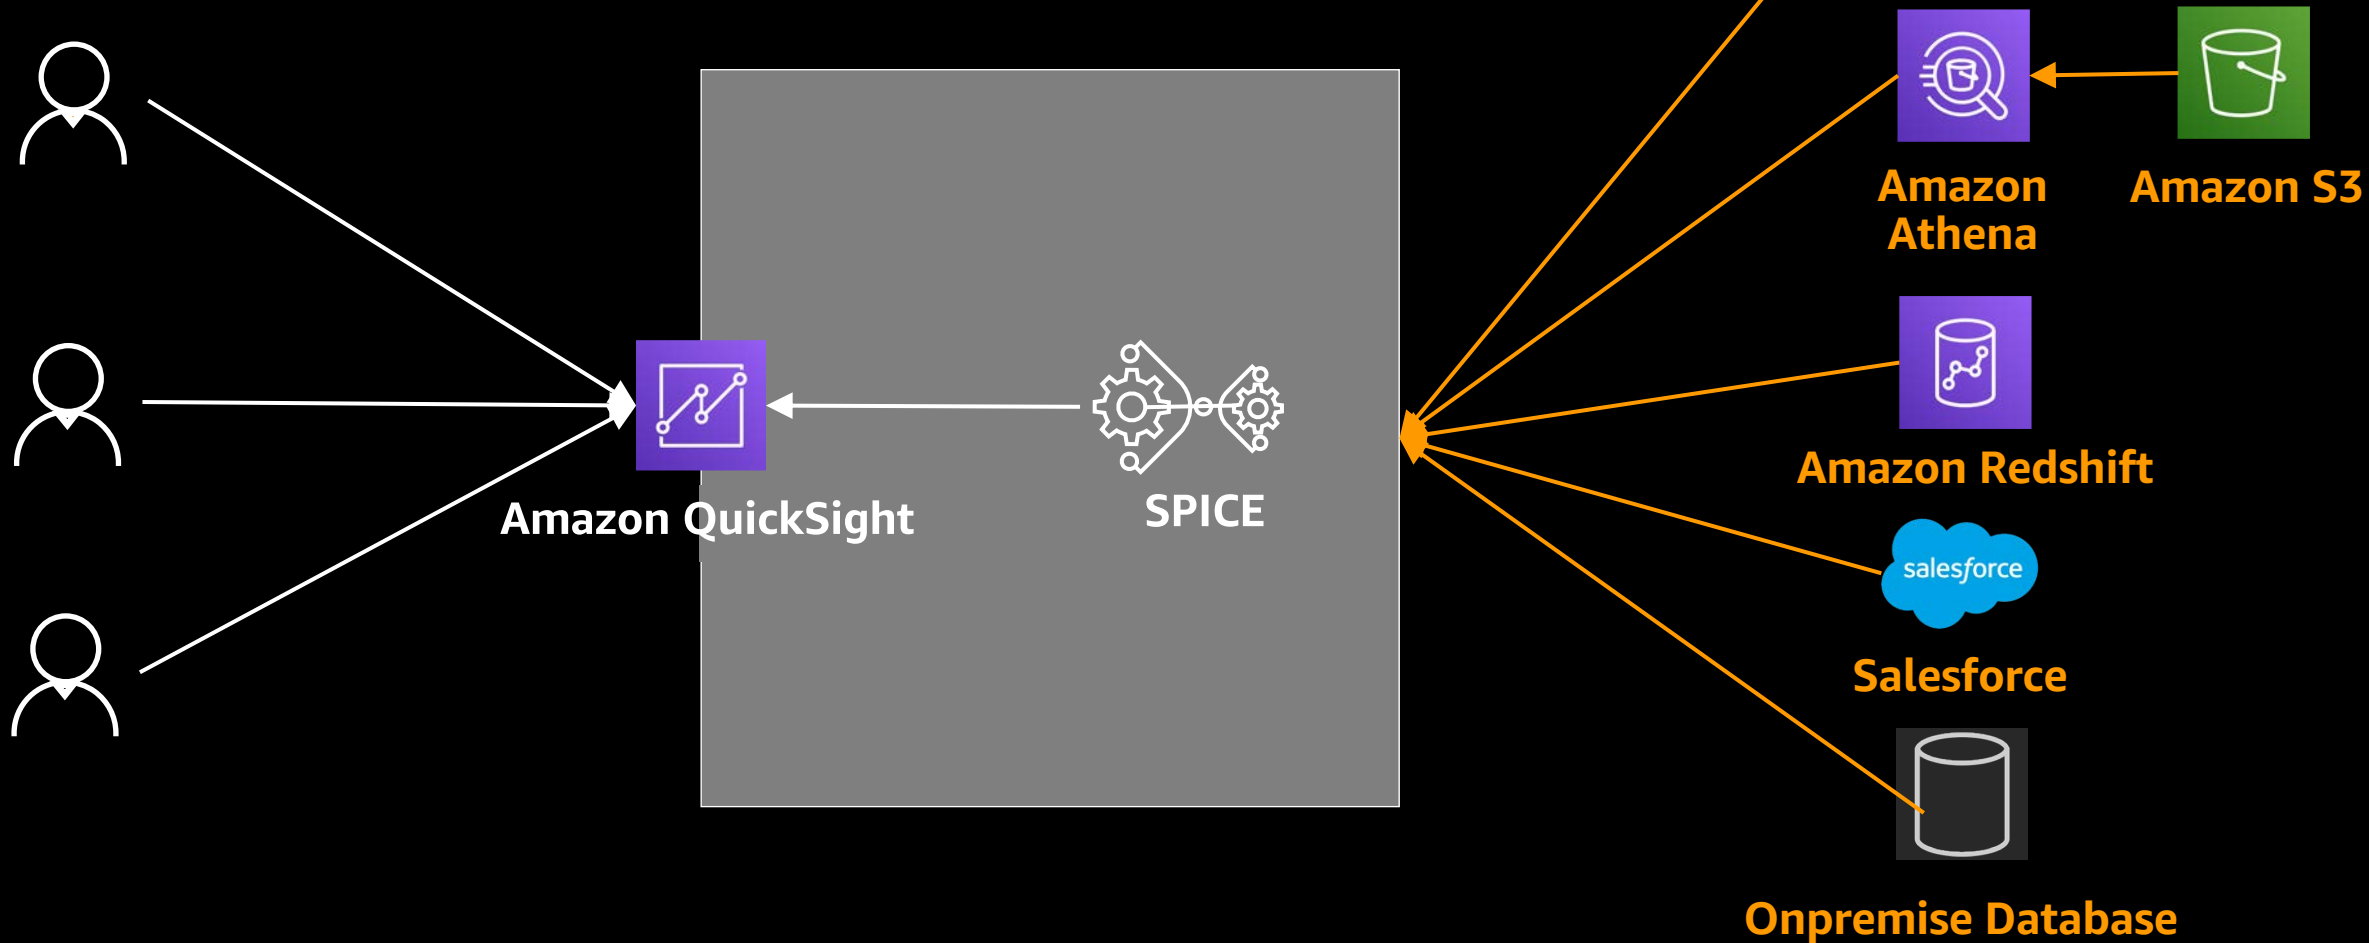 Amazon
Athena
Amazon S3
Amazon Redshift
Amazon QuickSight
SPICE
salesforce
Salesforce
Onpremise Database